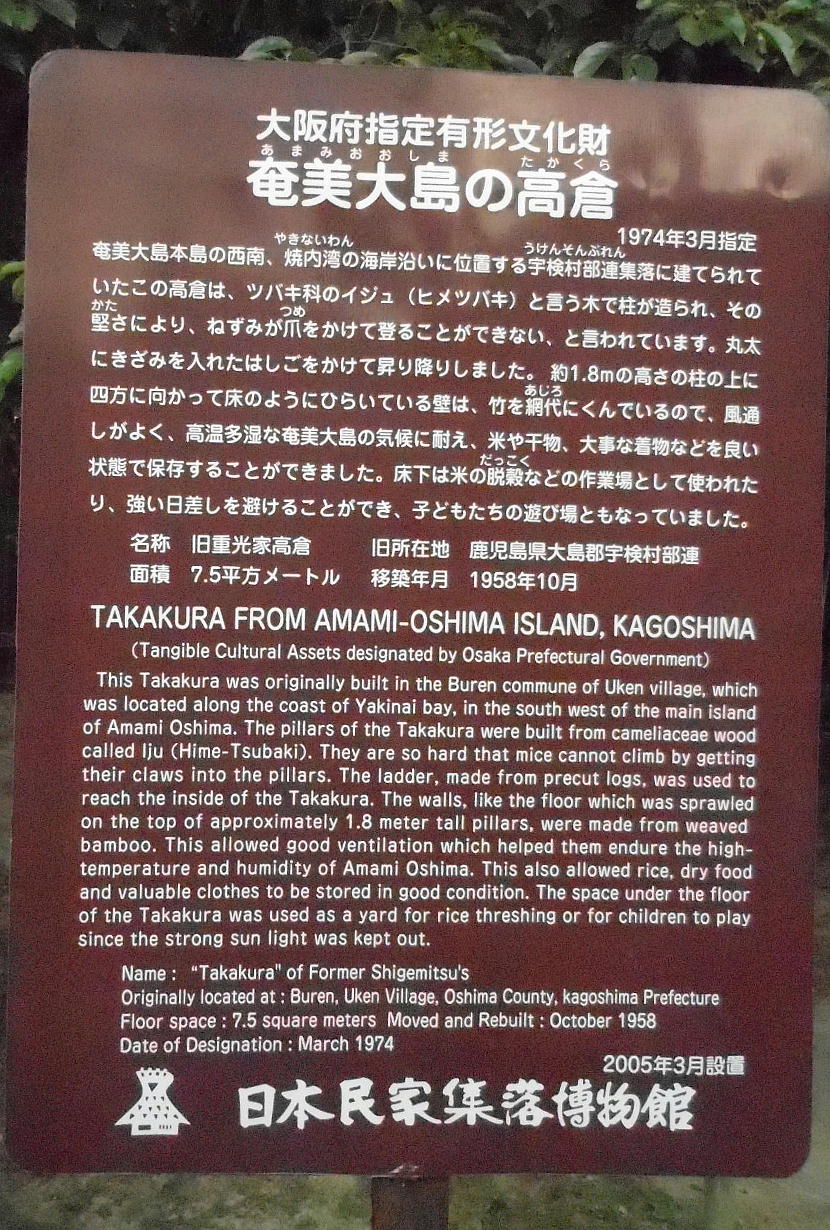 大阪府指定有形文化財
あまみおおしま たかくら
奄美大島の高倉
1974年3月指定
やきないわん うけんそんぶれん
奄美大島本島の西南、焼内湾の海岸沿いに位置する宇検村部連集落に建てられて
いたこの高倉は、ツバキ科のイジュ（ヒメツバキ）と言う木で柱が造られ、その
かた つめ
堅さにより、ねずみが爪をかけて登ることができない、と言われています。丸太
にきざみを入れたはしごをかけて昇り降りしました。約1.8mの高さの柱の上に
あじろ
四方に向かって床のようにひらいている壁は、竹を網代にくんでいるので、風通
しがよく、高温多湿な奄美大島の気候に耐え、米や干物、大事な着物などを良い
だっこく
状態で保存することができました。床下は米の脱穀などの作業場として使われた
り、強い日差しを避けることができ、子どもたちの遊び場ともなっていました。
名称 旧重光家高倉 旧所在地 鹿児島県大島郡宇検村部連
面積 7.5平方メートル 移築年月 1958年10月
TAKAKURA FROM AMAMI-OSHIMA ISLAND, KAGOSHIMA
(Tangible Cultural Assets designated by Osaka Prefectural Government)
This Takakura was originally built in the Buren commune of Uken village, which
was located along the coast of Yakinai bay, in the south west of the main island
of Amami Oshima. The pillars of the Takakura were built from cameliaceae wood
called Iju (Hime-Tsubaki). They are so hard that mice cannot climb by getting
their claws into the pillars. The ladder, made from precut logs, was used to
reach the inside of the Takakura. The walls, like the floor which was sprawled
on the top of approximately 1.8 meter tall pillars, were made from weaved
bamboo. This allowed good ventilation which helped them endure the high-
temperature and humidity of Amami Oshima. This also allowed rice, dry food
and valuable clothes to be stored in good condition. The space under the floor
of the Takakura was used as a yard for rice threshing or for children to play
since the strong sun light was kept out.
Name : "Takakura" of Former Shigemitsu's
Originally located at : Buren, Uken Village, Oshima County, kagoshima Prefecture
Floor space : 7.5 square meters Moved and Rebuilt : October 1958
Date of Designation : March 1974
2005年3月設置
日本民家集落博物館